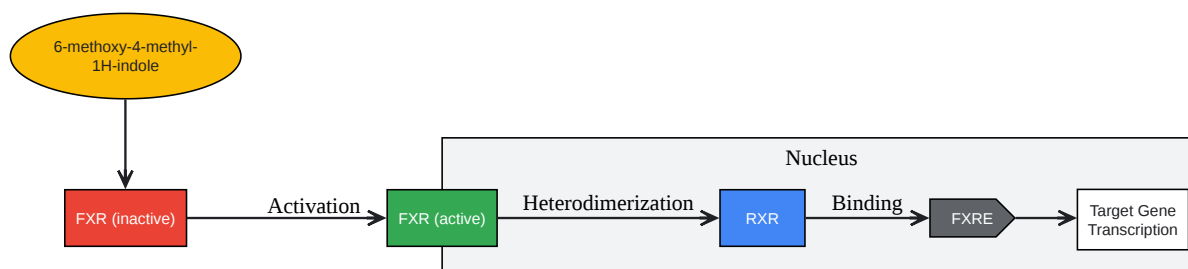 6-methoxy-4-methyl-
1H-indole
Nucleus
FXR (inactive)
Activation
FXR (active)
Heterodimerization
RXR
Binding
FXRE
Target Gene
Transcription